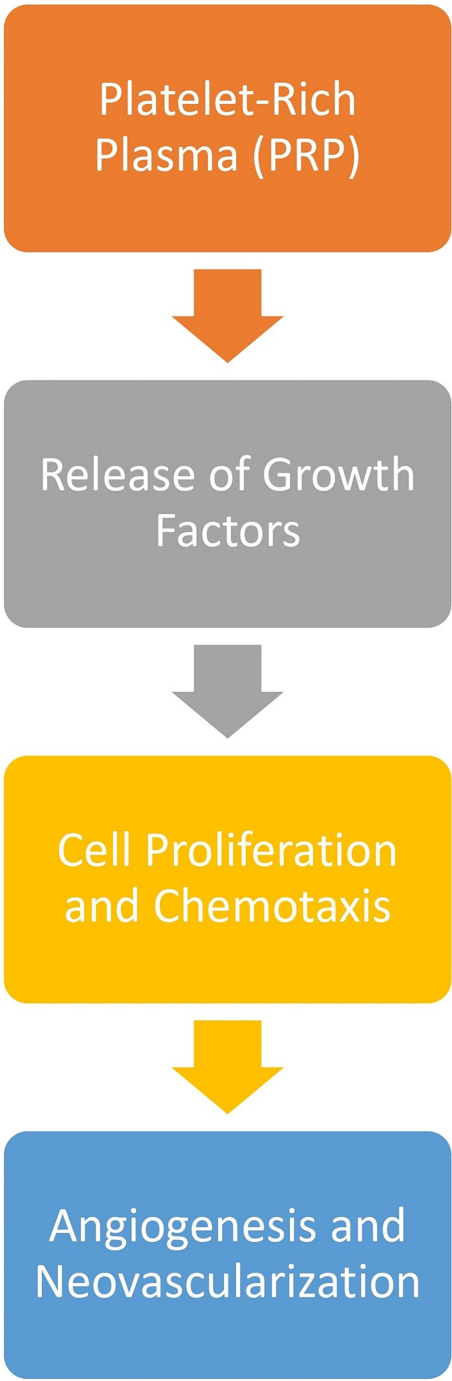 Platelet-Rich
Plasma (PRP)
Release of Growth
Factors
Cell Proliferation
and Chemotaxis
Angiogenesis and
Neovascularization